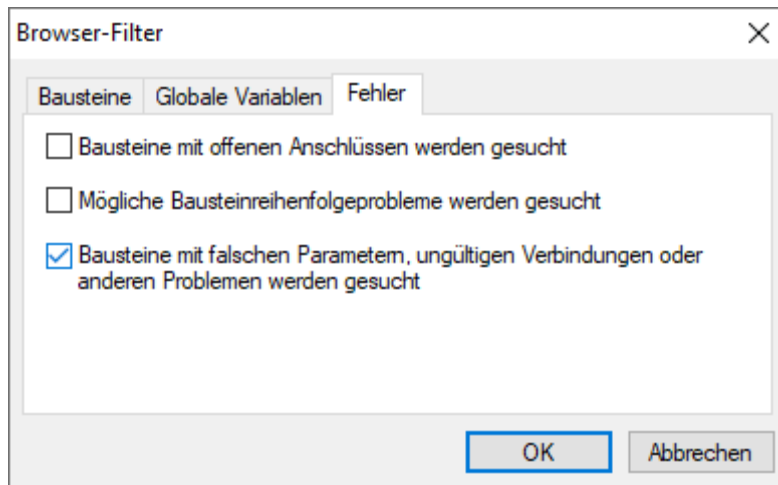 Browser-Filter
Bausteine Globale Variablen Fehler
Bausteine mit offenen Anschlüssen werden gesucht
Mögliche Bausteinreihenfolgeprobleme werden gesucht
Bausteine mit falschen Parametern, ungültigen Verbindungen oder
anderen Problemen werden gesucht
OK Abbrechen